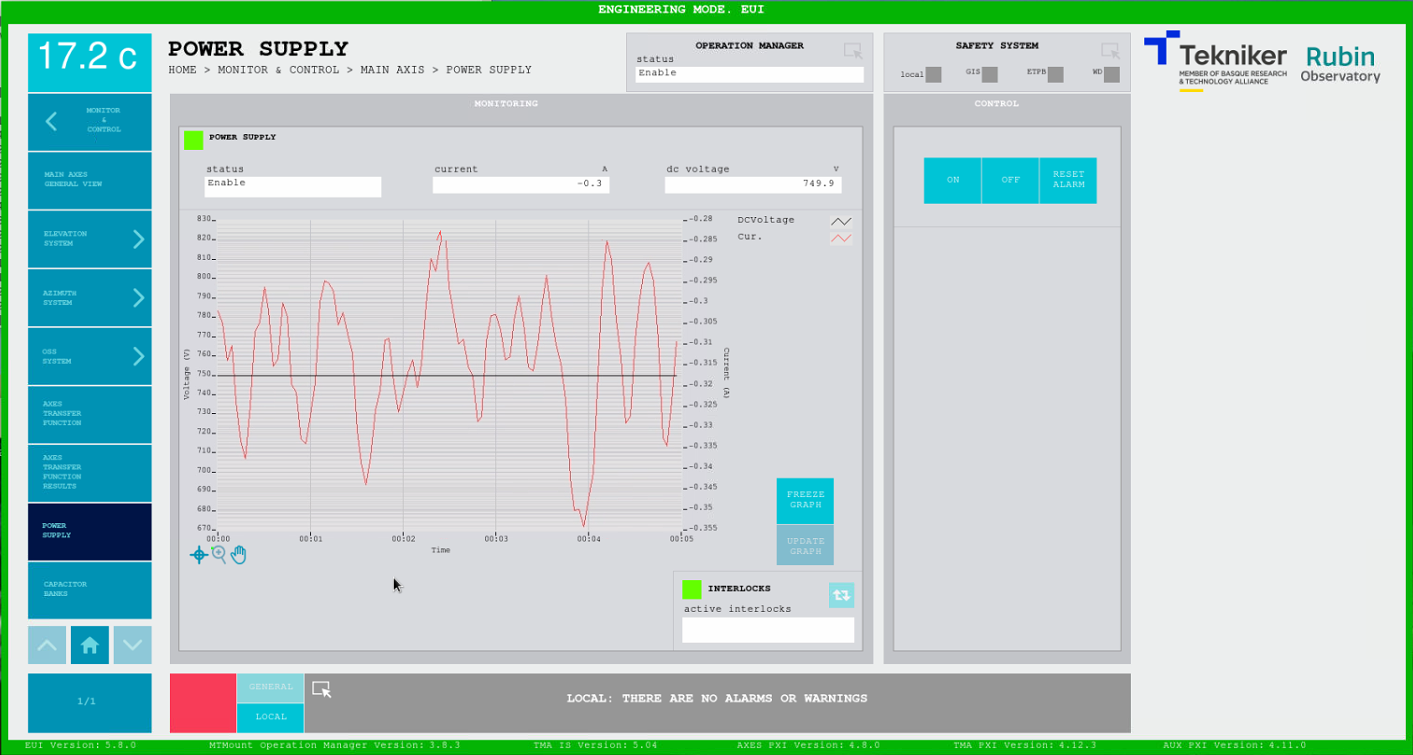 ENGINEERING MODE. EUI
17.2 c
POWER SUPPLY
HOME > MONITOR & CONTROL > MAIN AXIS > POWER SUPPLY
OPERATION MANAGER
status
Enable
SAFETY SYSTEM
local
GIS
ETPB
WD
Tekniker
MEMBER OF BASQUE RESEARCH
& TECHNOLOGY ALLIANCE
Rubin
Observatory
MONITOR
&
CONTROL
MAIN AXES
GENERAL VIEW
ELEVATION
SYSTEM
AZIMUTH
SYSTEM
OSS
SYSTEM
AXES
TRANSFER
FUNCTION
AXES
TRANSFER
FUNCTION
RESULTS
POWER
SUPPLY
CAPACITOR
BANKS
1/1
MONITORING
POWER SUPPLY
status
Enable
current A
-0.3
dc voltage V
749.9
830
820
810
800
790
780
770
760
750
740
730
720
710
700
690
680
670
Voltage (V)
-0.28
-0.285
-0.29
-0.295
-0.3
-0.305
-0.31
-0.315
-0.32
-0.325
-0.33
-0.335
-0.34
-0.345
-0.35
-0.355
Current (A)
00:00 00:01 00:02 00:03 00:04 00:05
Time
DCVoltage
Cur.
FREEZE
GRAPH
UPDATE
GRAPH
INTERLOCKS
active interlocks
CONTROL
ON
OFF
RESET
ALARM
GENERAL
LOCAL
LOCAL: THERE ARE NO ALARMS OR WARNINGS
EUI Version: 5.8.0 MTMount Operation Manager Version: 3.8.3 TMA IS Version: 5.04 AXES PXI Version: 4.8.0 TMA PXI Version: 4.12.3 AUX PXI Version: 4.11.0